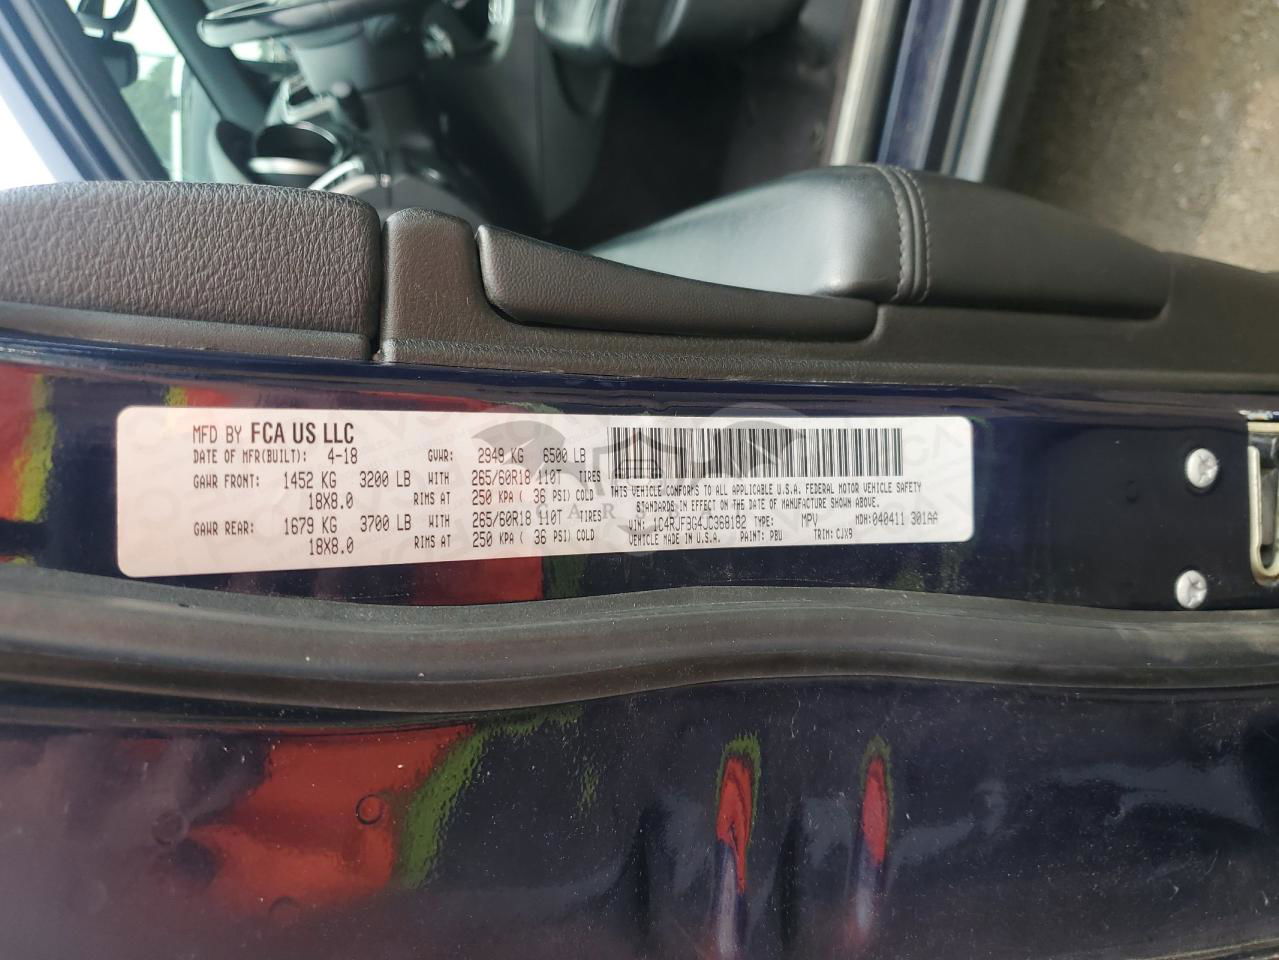 MFD BY FCA US LLC
DATE OF MFR(BUILT): 4-18 GVWR: 2949 KG 6500 LB
GAWR FRONT: 1452 KG 3200 LB WITH 265/60R18 110T TIRES
18X8.0 RIMS AT 250 KPA ( 36 PSI) COLD
GAWR REAR: 1679 KG 3700 LB WITH 265/60R18 110T TIRES
18X8.0 RIMS AT 250 KPA ( 36 PSI) COLD
THIS VEHICLE CONFORMS TO ALL APPLICABLE U.S.A. FEDERAL MOTOR VEHICLE SAFETY
STANDARDS IN EFFECT ON THE DATE OF MANUFACTURE SHOWN ABOVE.
VIN: 1C4RJFBG4JC368182 TYPE: MPV MDH:040411 301AA
VEHICLE MADE IN U.S.A. PAINT: PBU TRIM: CJX9
CARS